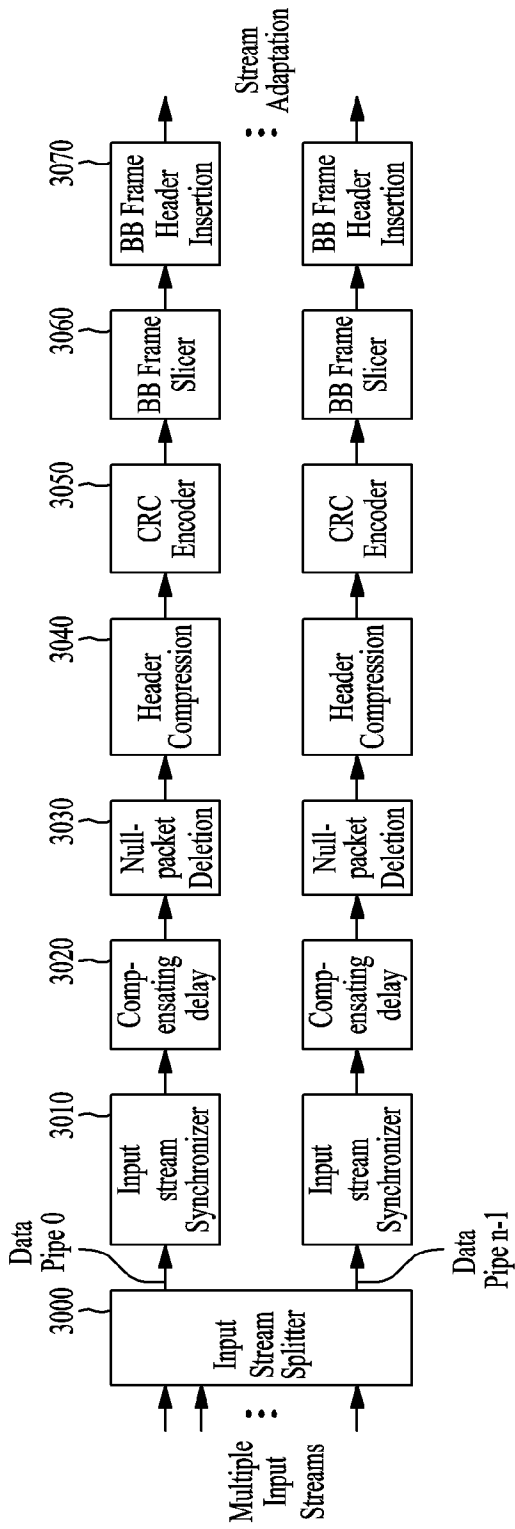 Multiple
Input
Streams
3000
Input
Stream
Splitter
Data
Pipe 0
3010
Input
stream
Synchronizer
3020
Comp-
ensating
delay
3030
Null-
packet
Deletion
3040
Header
Compression
3050
CRC
Encoder
3060
BB Frame
Slicer
3070
BB Frame
Header
Insertion
Stream
Adaptation
Data
Pipe n-1
Input
stream
Synchronizer
Comp-
ensating
delay
Null-
packet
Deletion
Header
Compression
CRC
Encoder
BB Frame
Slicer
BB Frame
Header
Insertion